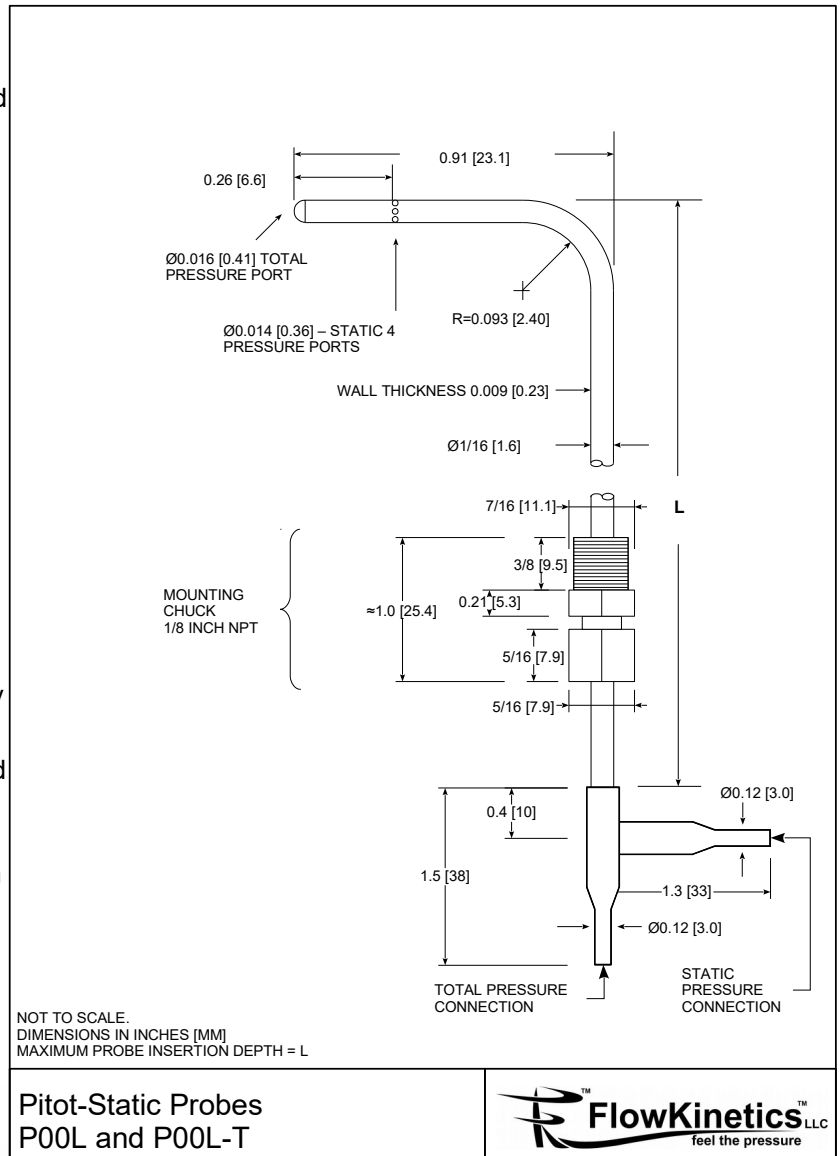 d
0.91 [23.1]
0.26 [6.6]
Ø0.016 [0.41] TOTAL
PRESSURE PORT
R=0.093 [2.40]
Ø0.014 [0.36] – STATIC 4
PRESSURE PORTS
WALL THICKNESS 0.009 [0.23]
Ø1/16 [1.6]
7/16 [11.1]
L
3/8 [9.5]
0.21 [5.3]
MOUNTING
CHUCK
1/8 INCH NPT
≈1.0 [25.4]
5/16 [7.9]
5/16 [7.9]
d
0.4 [10]
Ø0.12 [3.0]
1.5 [38]
1.3 [33]
Ø0.12 [3.0]
TOTAL PRESSURE
CONNECTION
STATIC
PRESSURE
CONNECTION
NOT TO SCALE.
DIMENSIONS IN INCHES [MM]
MAXIMUM PROBE INSERTION DEPTH = L
Pitot-Static Probes
P00L and P00L-T
™
FlowKinetics™ LLC
feel the pressure